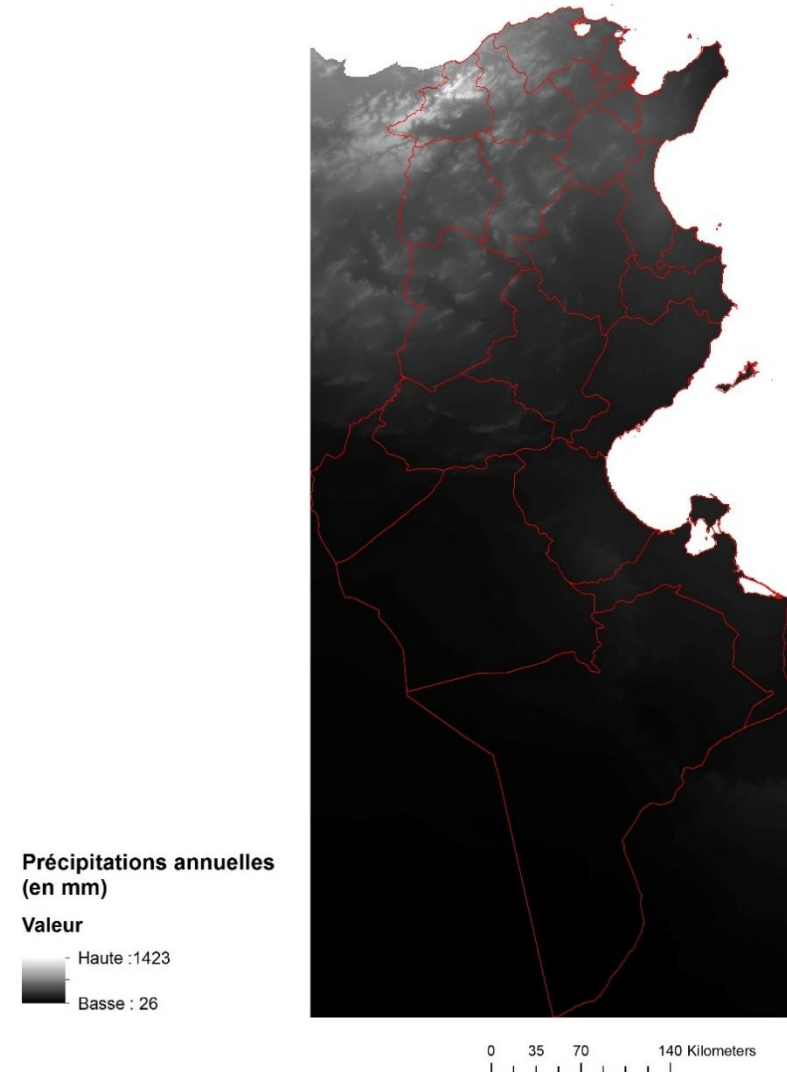 Précipitations annuelles
(en mm)
Valeur
Haute :1423
Basse : 26
0 35 70 140 Kilometers